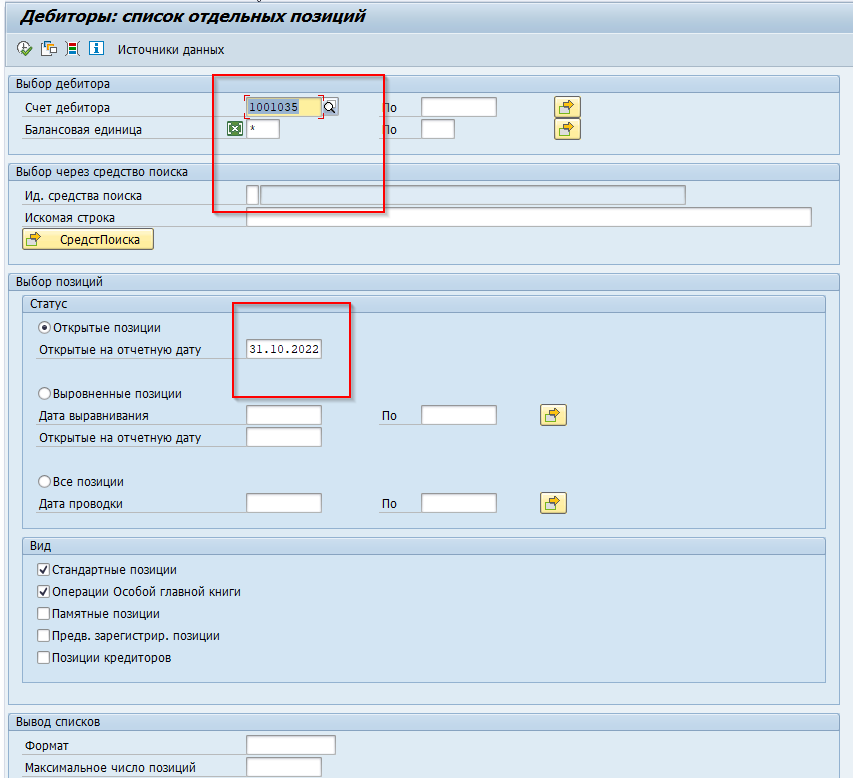 Дебиторы: список отдельных позиций
Источники данных
Выбор дебитора
Счет дебитора 1001035 По
Балансовая единица * По
Выбор через средство поиска
Ид. средства поиска
Искомая строка
СредстПоиска
Выбор позиций
Статус
Открытые позиции
Открытые на отчетную дату 31.10.2022
Выровненные позиции
Дата выравнивания По
Открытые на отчетную дату
Все позиции
Дата проводки По
Вид
Стандартные позиции
Операции Особой главной книги
Памятные позиции
Предв. зарегистрир. позиции
Позиции кредиторов
Вывод списков
Формат
Максимальное число позиций